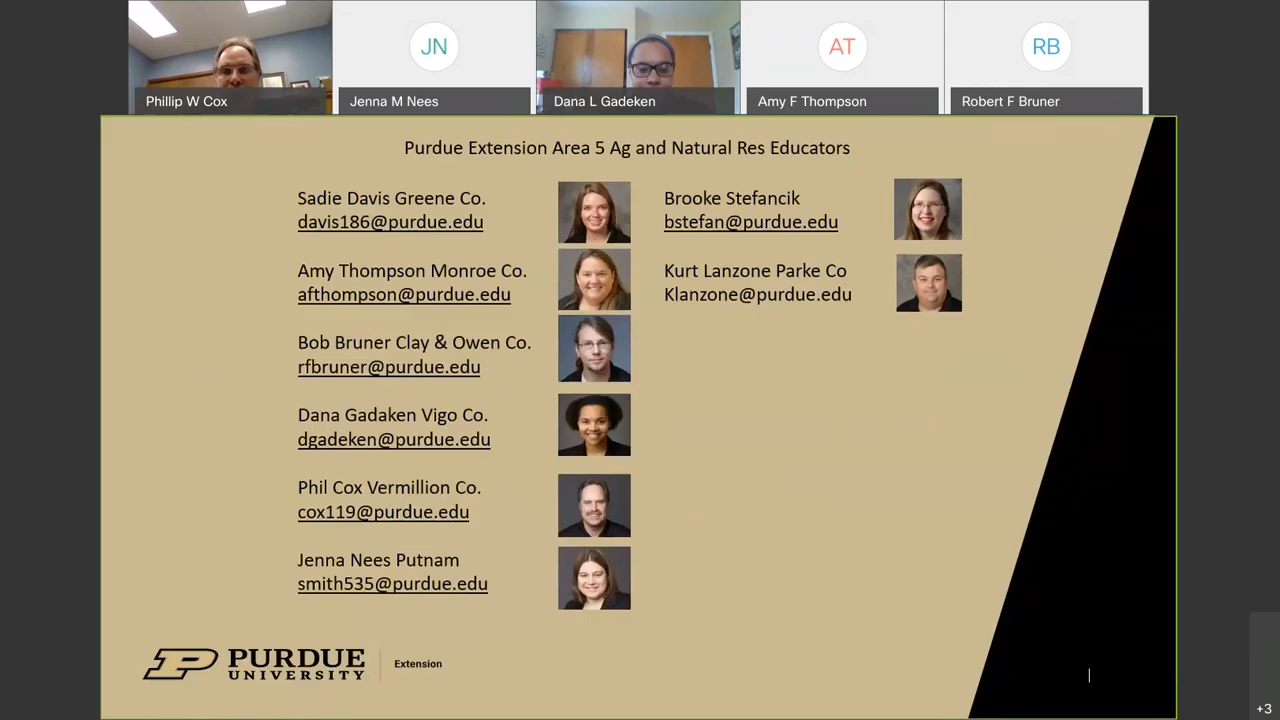 JN
AT
RB
Phillip W Cox
Jenna M Nees
Dana L Gadeken
Amy F Thompson
Robert F Bruner
Purdue Extension Area 5 Ag and Natural Res Educators
Sadie Davis Greene Co.
davis186@purdue.edu
Amy Thompson Monroe Co.
afthompson@purdue.edu
Bob Bruner Clay & Owen Co.
rfbruner@purdue.edu
Dana Gadaken Vigo Co.
dgadeken@purdue.edu
Phil Cox Vermillion Co.
cox119@purdue.edu
Jenna Nees Putnam
smith535@purdue.edu
Brooke Stefancik
bstefan@purdue.edu
Kurt Lanzone Parke Co
Klanzone@purdue.edu
P PURDUE
UNIVERSITY
Extension
+3